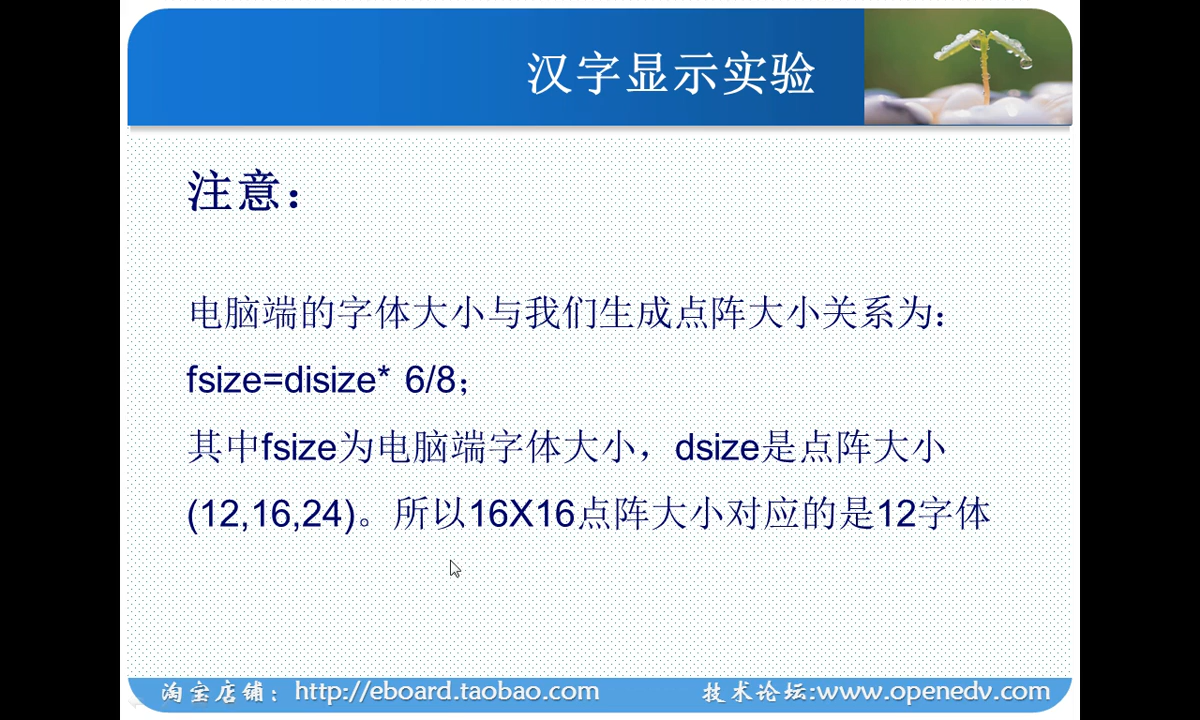 汉字显示实验
注意：
电脑端的字体大小与我们生成点阵大小关系为：
fsize=disize* 6/8；
其中fsize为电脑端字体大小，dsize是点阵大小
(12,16,24)。所以16X16点阵大小对应的是12字体
淘宝店铺：http://eboard.taobao.com 技术论坛:www.openedv.com